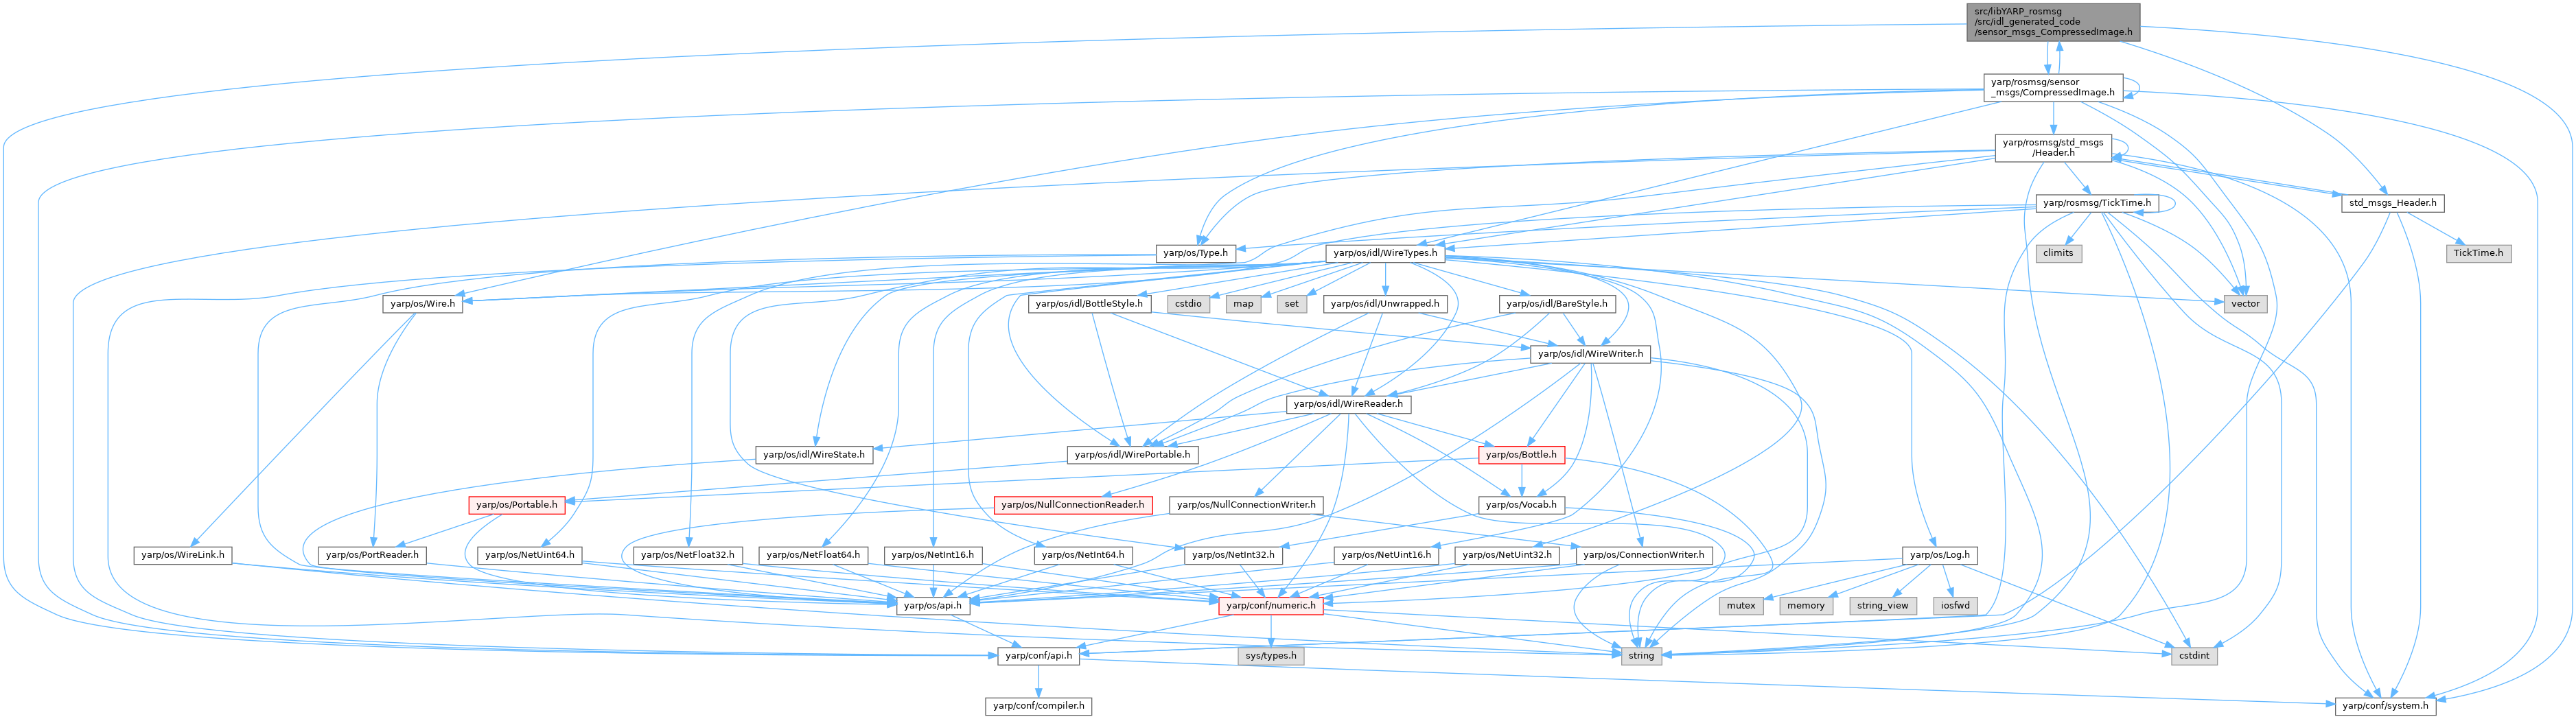 src/libYARP_rosmsg
/src/idl_generated_code
/sensor_msgs_CompressedImage.h
yarp/rosmsg/sensor
_msgs/CompressedImage.h
yarp/rosmsg/std_msgs
/Header.h
yarp/rosmsg/TickTime.h
std_msgs_Header.h
yarp/os/Type.h
yarp/os/idl/WireTypes.h
climits
TickTime.h
yarp/os/Wire.h
yarp/os/idl/BottleStyle.h
cstdio
map
set
yarp/os/idl/Unwrapped.h
yarp/os/idl/BareStyle.h
vector
yarp/os/idl/WireWriter.h
yarp/os/idl/WireReader.h
yarp/os/idl/WireState.h
yarp/os/idl/WirePortable.h
yarp/os/Bottle.h
yarp/os/Portable.h
yarp/os/NullConnectionReader.h
yarp/os/NullConnectionWriter.h
yarp/os/Vocab.h
yarp/os/WireLink.h
yarp/os/PortReader.h
yarp/os/NetUint64.h
yarp/os/NetFloat32.h
yarp/os/NetFloat64.h
yarp/os/NetInt16.h
yarp/os/NetInt64.h
yarp/os/NetInt32.h
yarp/os/NetUint16.h
yarp/os/NetUint32.h
yarp/os/ConnectionWriter.h
yarp/os/Log.h
yarp/os/api.h
yarp/conf/numeric.h
mutex
memory
string_view
iosfwd
yarp/conf/api.h
sys/types.h
string
cstdint
yarp/conf/compiler.h
yarp/conf/system.h